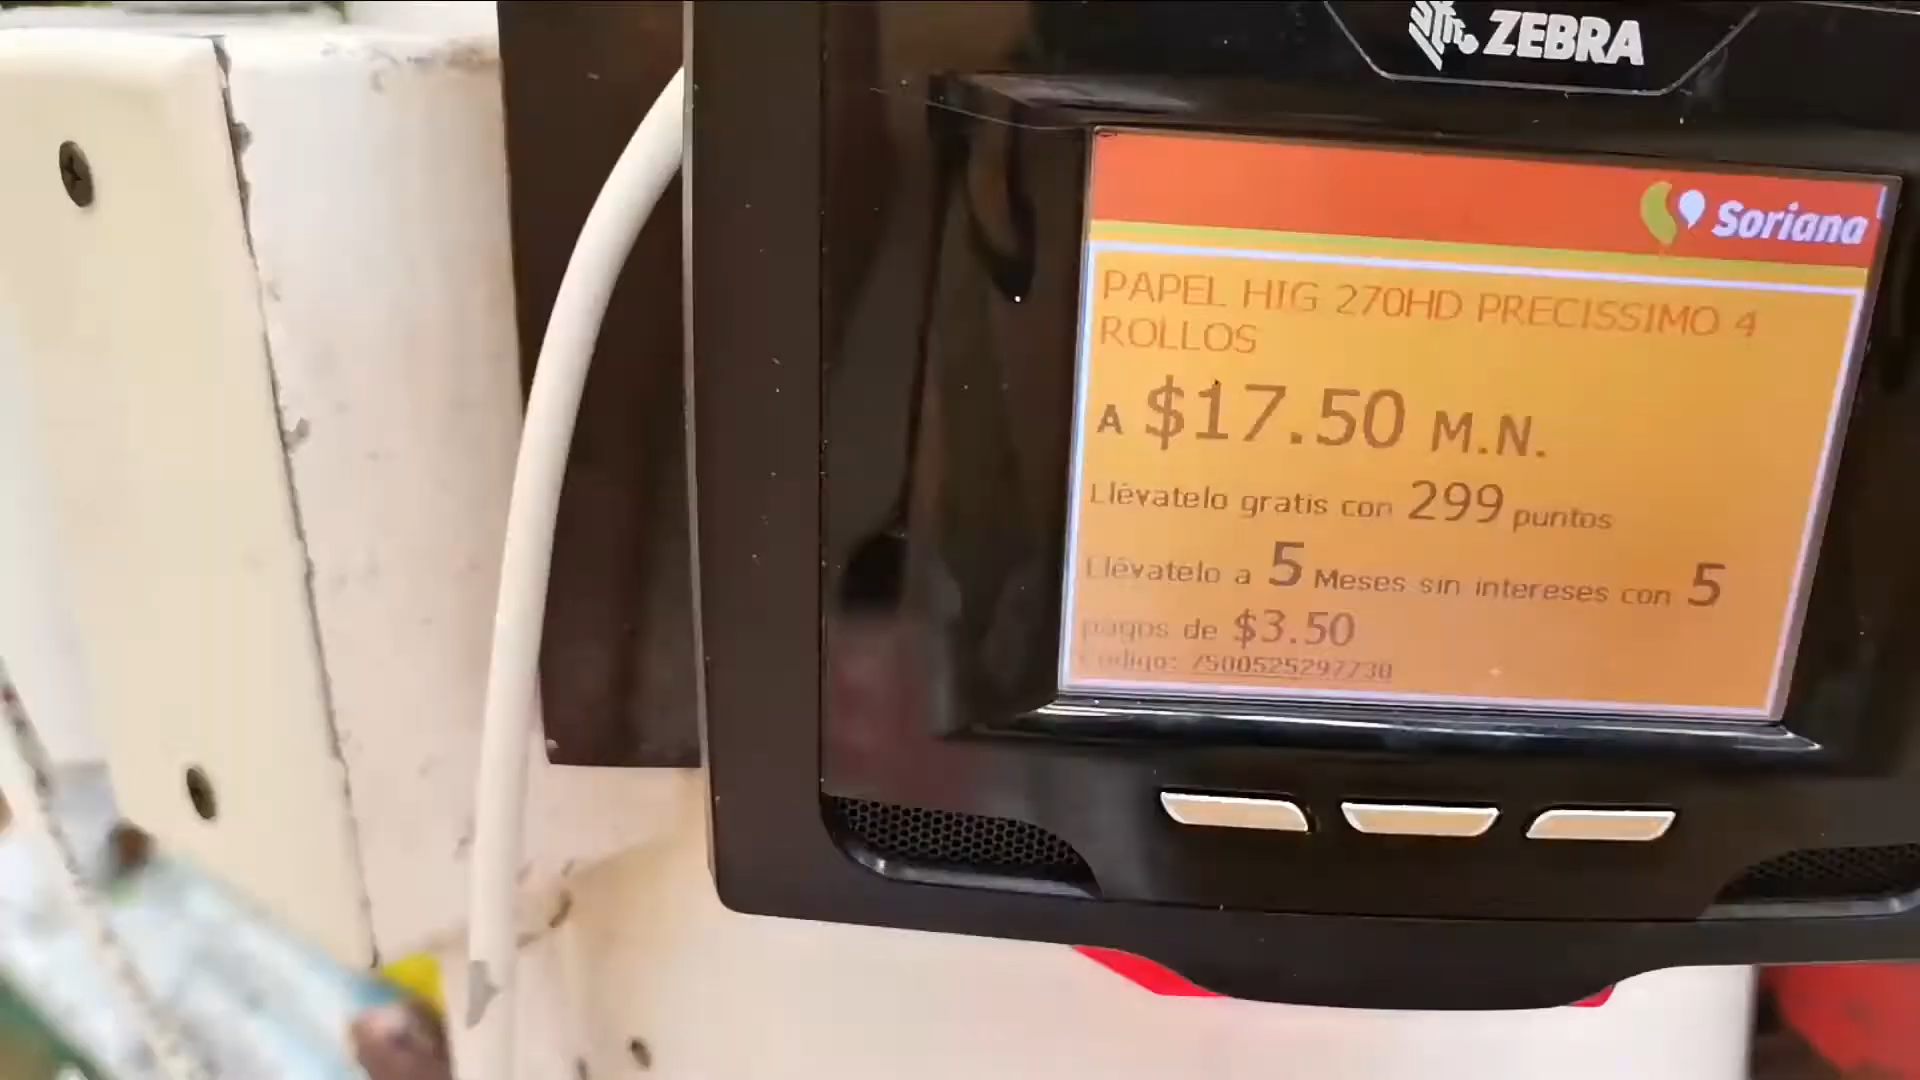 ZEBRA
Soriana
PAPEL HIG 270HD PRECISSIMO 4
ROLLOS
A $17.50 M.N.
Llévatelo gratis con 299 puntos
Llévatelo a 5 Meses sin intereses con 5
pagos de $3.50
Codigo: 7500525297730